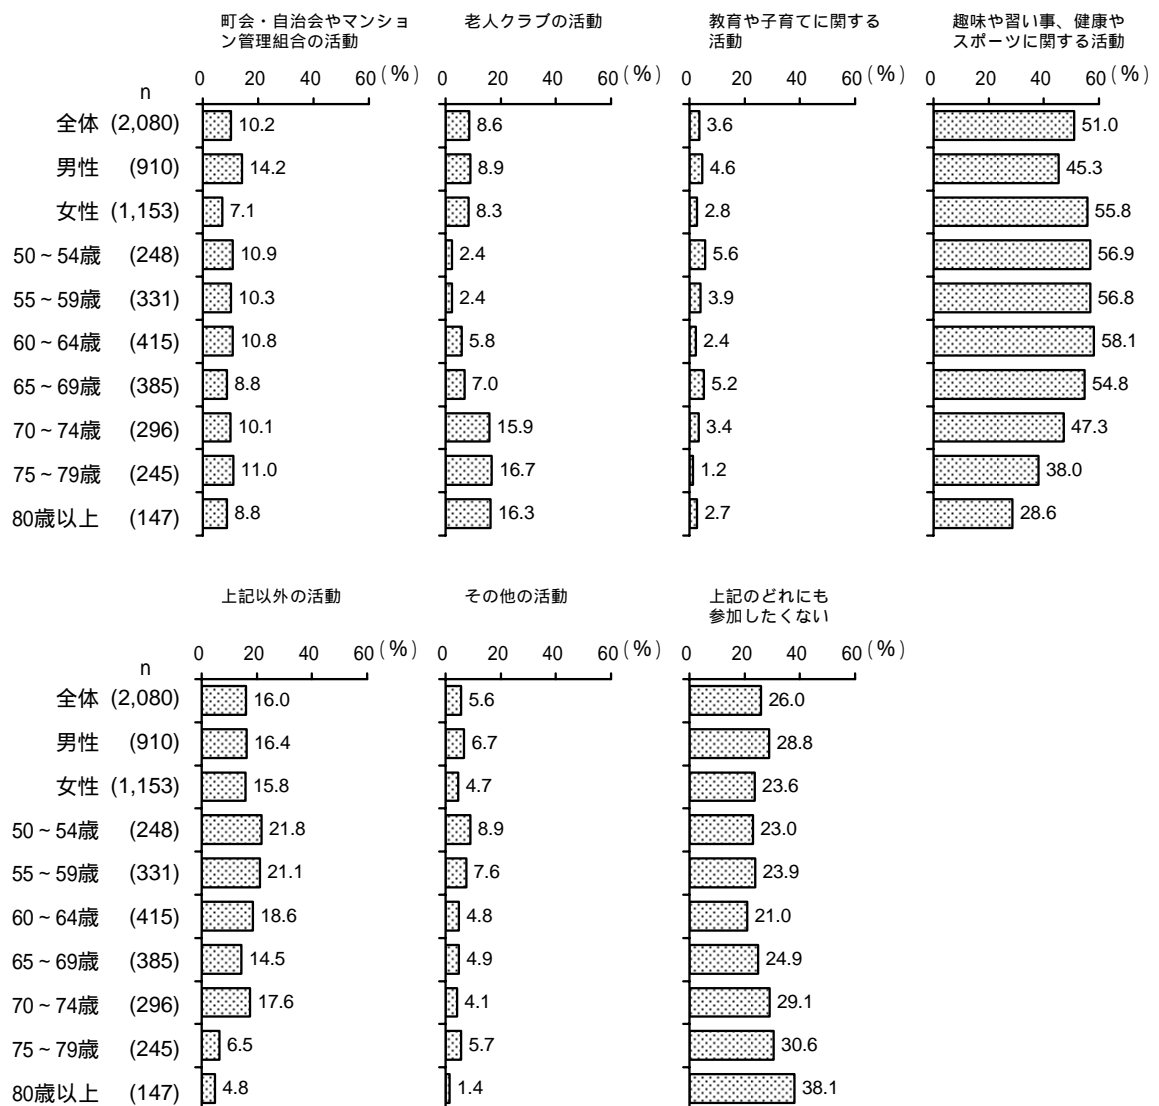 町会・自治会やマンショ
ン管理組合の活動
老人クラブの活動
教育や子育てに関する
活動
趣味や習い事、健康や
スポーツに関する活動
0 20 40 60 (%) 0 20 40 60 (%) 0 20 40 60 (%) 0 20 40 60 (%)
n
全体 (2,080) 10.2 8.6 3.6 51.0
男性 (910) 14.2 8.9 4.6 45.3
女性 (1,153) 7.1 8.3 2.8 55.8
50~54歳 (248) 10.9 2.4 5.6 56.9
55~59歳 (331) 10.3 2.4 3.9 56.8
60~64歳 (415) 10.8 5.8 2.4 58.1
65~69歳 (385) 8.8 7.0 5.2 54.8
70~74歳 (296) 10.1 15.9 3.4 47.3
75~79歳 (245) 11.0 16.7 1.2 38.0
80歳以上 (147) 8.8 16.3 2.7 28.6
上記以外の活動
その他の活動
上記のどれにも
参加したくない
0 20 40 60 (%) 0 20 40 60 (%) 0 20 40 60 (%)
n
全体 (2,080) 16.0 5.6 26.0
男性 (910) 16.4 6.7 28.8
女性 (1,153) 15.8 4.7 23.6
50~54歳 (248) 21.8 8.9 23.0
55~59歳 (331) 21.1 7.6 23.9
60~64歳 (415) 18.6 4.8 21.0
65~69歳 (385) 14.5 4.9 24.9
70~74歳 (296) 17.6 4.1 29.1
75~79歳 (245) 6.5 5.7 30.6
80歳以上 (147) 4.8 1.4 38.1